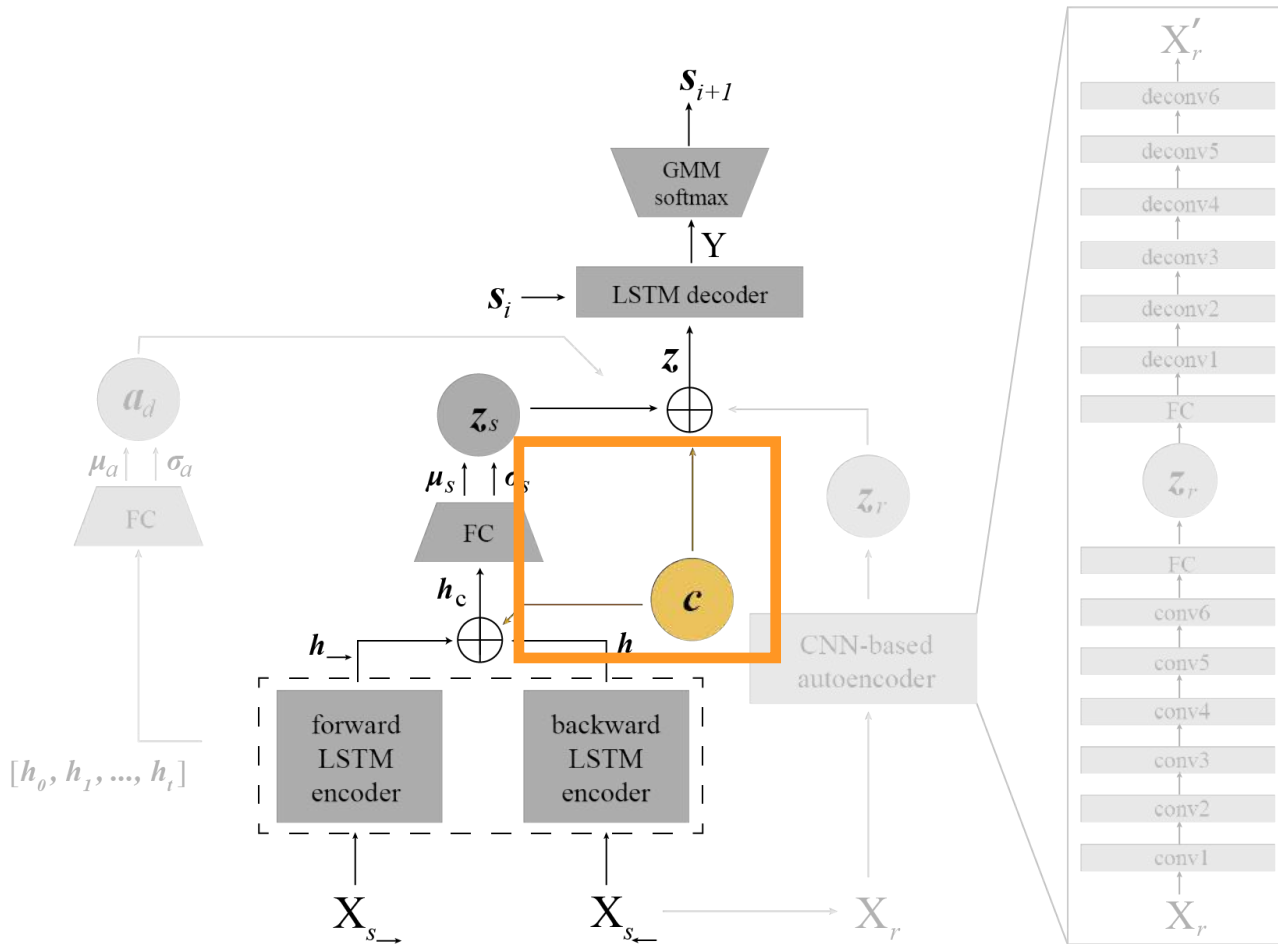 s_{i+1}
GMM
softmax
Y
s_i
LSTM decoder
z
a_d
z_s
μ_a
σ_a
μ_s
σ_s
FC
FC
z_r
h_c
c
h
h
CNN-based
autoencoder
forward
LSTM
encoder
backward
LSTM
encoder
[h_0, h_1, ..., h_t]
X_s
X_s
X_r
X′_r
deconv6
deconv5
deconv4
deconv3
deconv2
deconv1
FC
z_r
FC
conv6
conv5
conv4
conv3
conv2
conv1
X_r